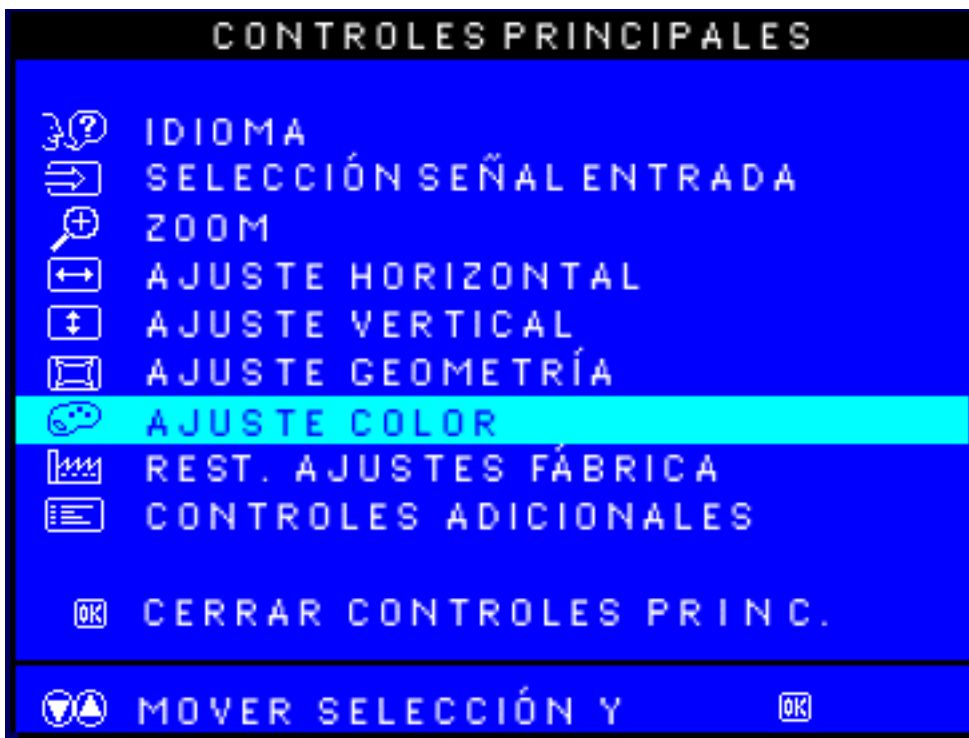 CONTROLES PRINCIPALES
IDIOMA
SELECCIÓN SEÑAL ENTRADA
ZOOM
AJUSTE HORIZONTAL
AJUSTE VERTICAL
AJUSTE GEOMETRÍA
AJUSTE COLOR
REST. AJUSTES FÁBRICA
CONTROLES ADICIONALES
OK CERRAR CONTROLES PRINC.
MOVER SELECCIÓN Y OK